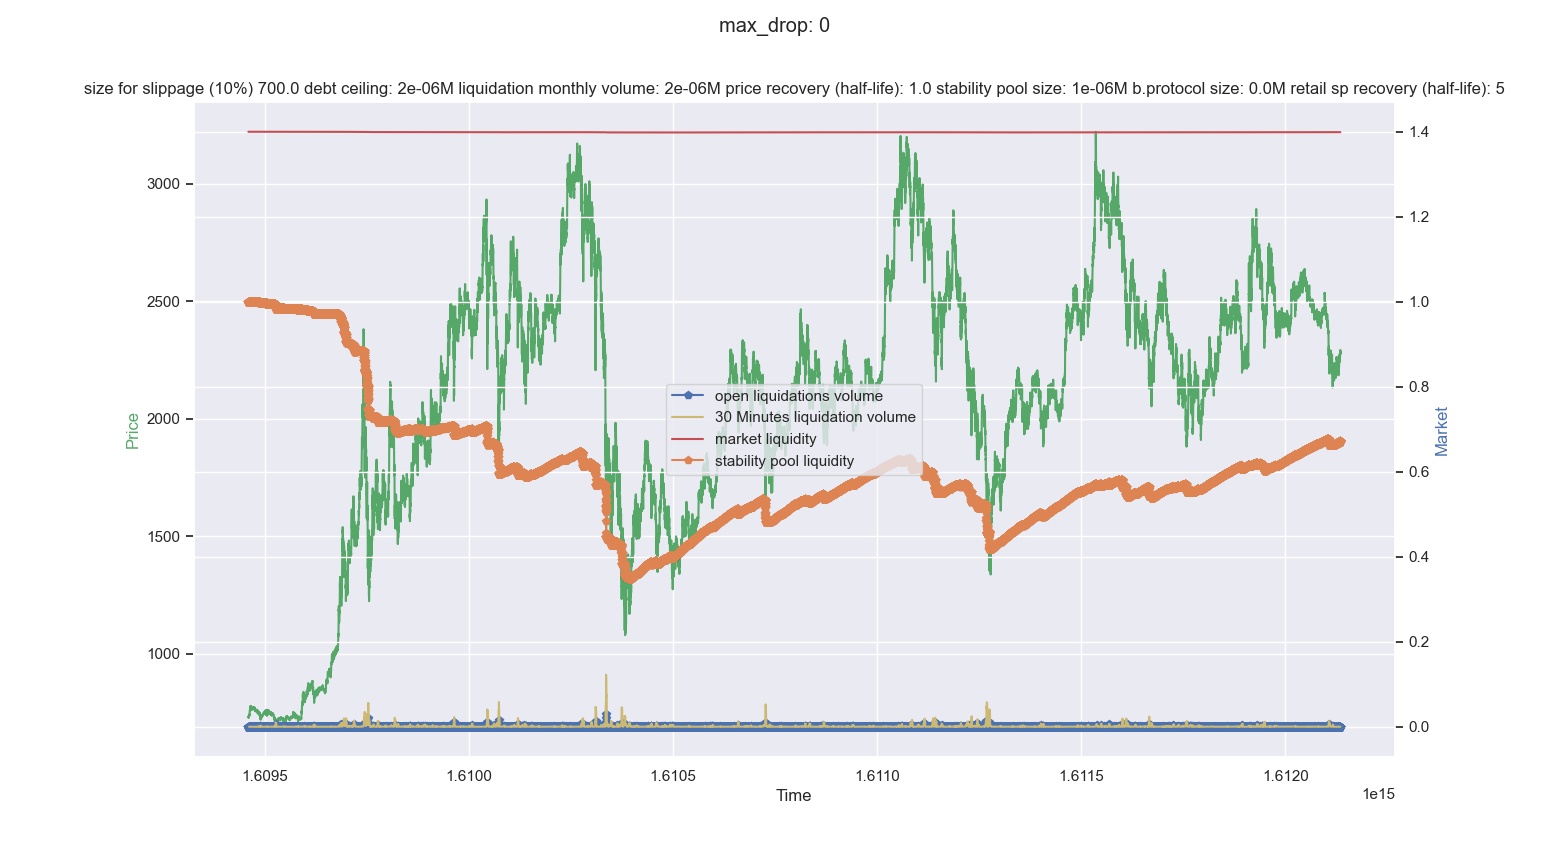 max_drop: 0
size for slippage (10%) 700.0 debt ceiling: 2e-06M liquidation monthly volume: 2e-06M price recovery (half-life): 1.0 stability pool size: 1e-06M b.protocol size: 0.0M retail sp recovery (half-life): 5
3000
2500
2000
1500
1000
Price
open liquidations volume
30 Minutes liquidation volume
market liquidity
stability pool liquidity
1.4
1.2
1.0
0.8
0.6
0.4
0.2
0.0
Market
1.6095 1.6100 1.6105 1.6110 1.6115 1.6120
Time
1e15